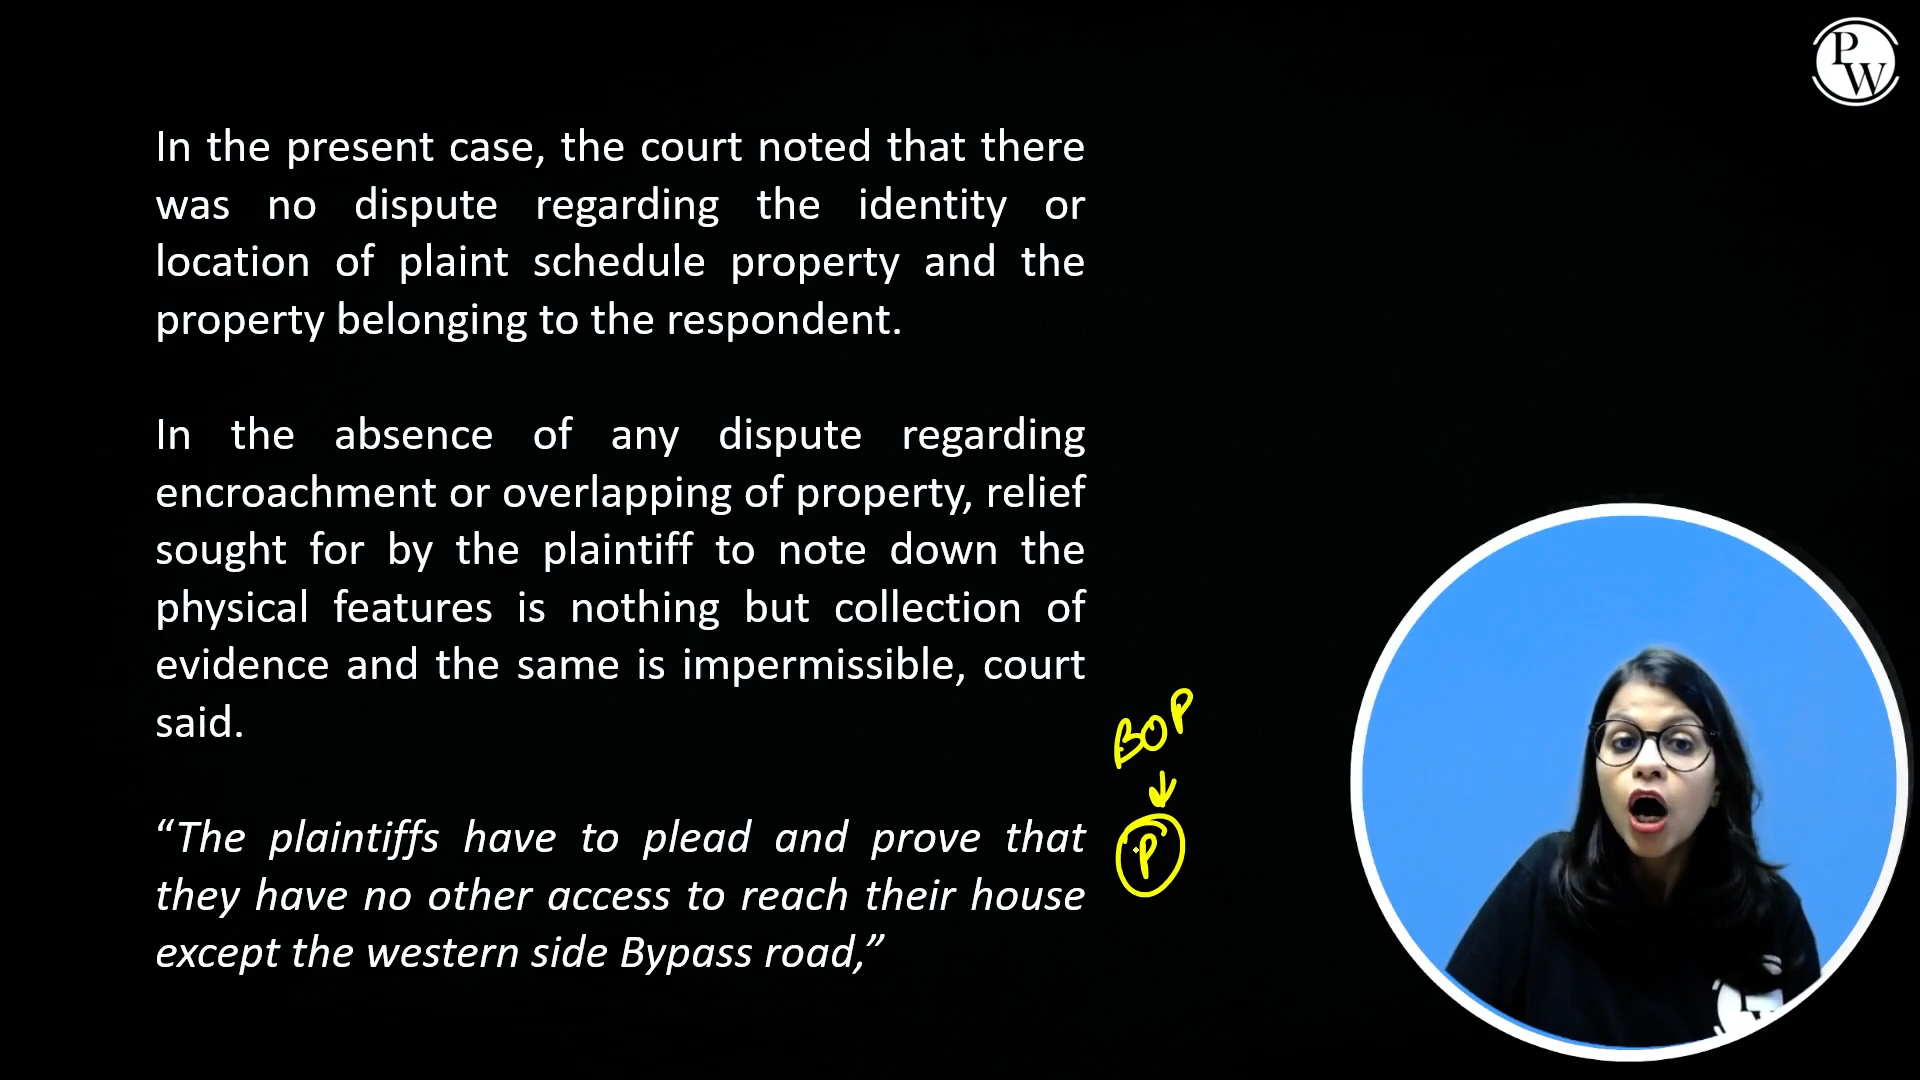 PW
In the present case, the court noted that there
was no dispute regarding the identity or
location of plaint schedule property and the
property belonging to the respondent.
In the absence of any dispute regarding
encroachment or overlapping of property, relief
sought for by the plaintiff to note down the
physical features is nothing but collection of
evidence and the same is impermissible, court
said.
BOP
P
“The plaintiffs have to plead and prove that
they have no other access to reach their house
except the western side Bypass road,”